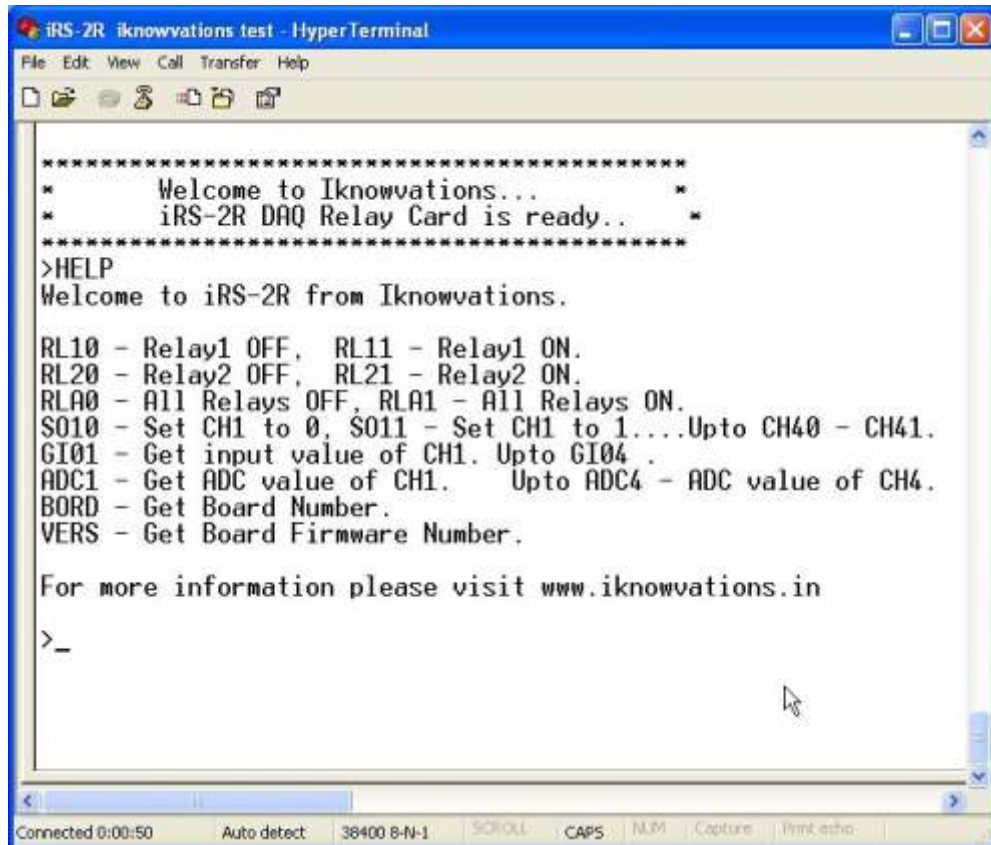 iRS-2R iknowvations test - HyperTerminal
File Edit View Call Transfer Help
********************************************
* Welcome to Iknowvations... *
* iRS-2R DAQ Relay Card is ready.. *
********************************************
>HELP
Welcome to iRS-2R from Iknowvations.
RL10 - Relay1 OFF, RL11 - Relay1 ON.
RL20 - Relay2 OFF, RL21 - Relay2 ON.
RLA0 - All Relays OFF, RLA1 - All Relays ON.
SO10 - Set CH1 to 0, SO11 - Set CH1 to 1....Upto CH40 - CH41.
GI01 - Get input value of CH1. Upto GI04 .
ADC1 - Get ADC value of CH1. Upto ADC4 - ADC value of CH4.
BORD - Get Board Number.
VERS - Get Board Firmware Number.
For more information please visit www.iknowvations.in
>_
Connected 0:00:50 Auto detect 38400 8-N-1 SCROLL CAPS NUM Capture Print echo